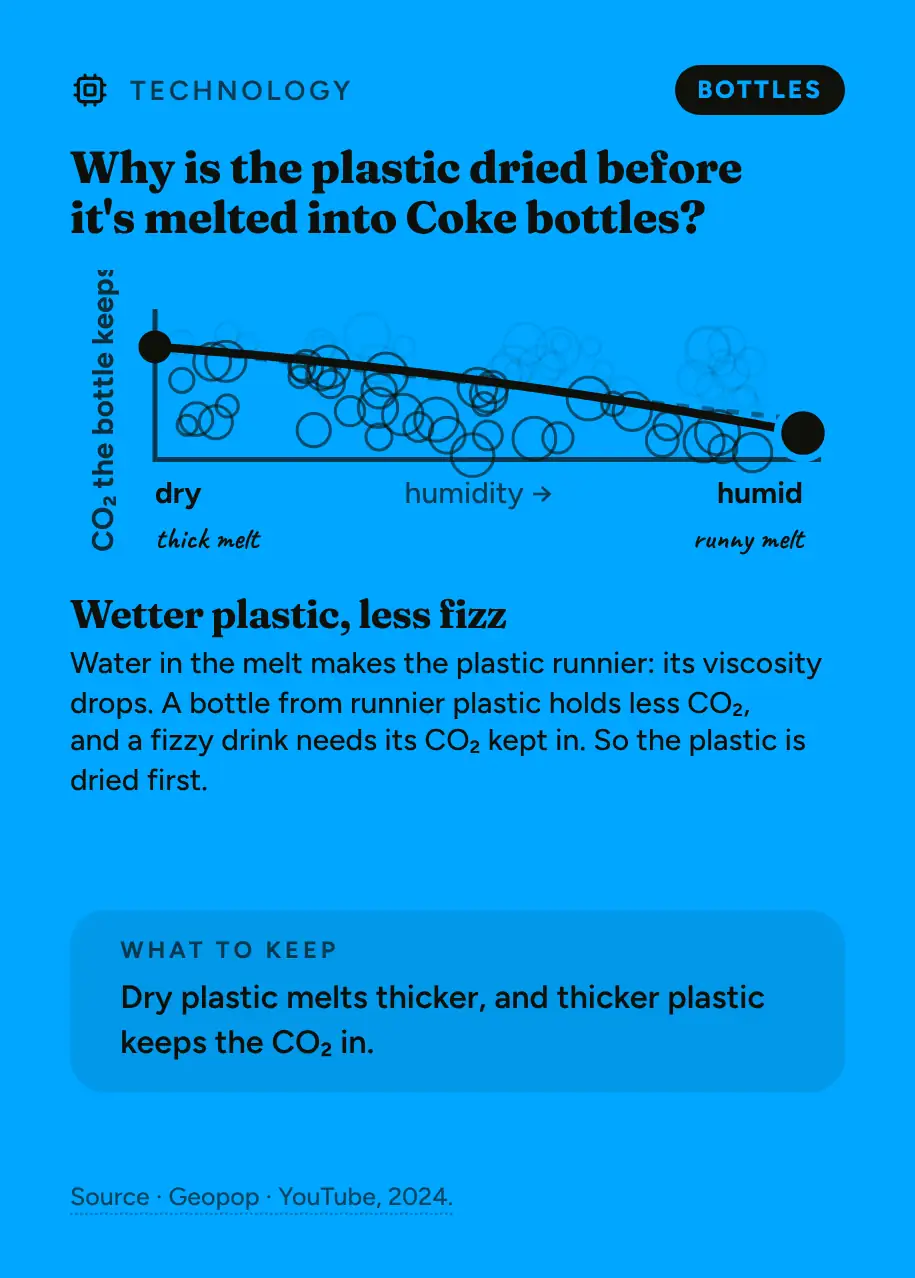 TECHNOLOGY
BOTTLES
Why is the plastic dried before
it's melted into Coke bottles?
CO₂ the bottle keeps
dry
humidity →
humid
thick melt
runny melt
Wetter plastic, less fizz
Water in the melt makes the plastic runnier: its viscosity
drops. A bottle from runnier plastic holds less CO₂,
and a fizzy drink needs its CO₂ kept in. So the plastic is
dried first.
WHAT TO KEEP
Dry plastic melts thicker, and thicker plastic
keeps the CO₂ in.
Source · Geopop · YouTube, 2024.